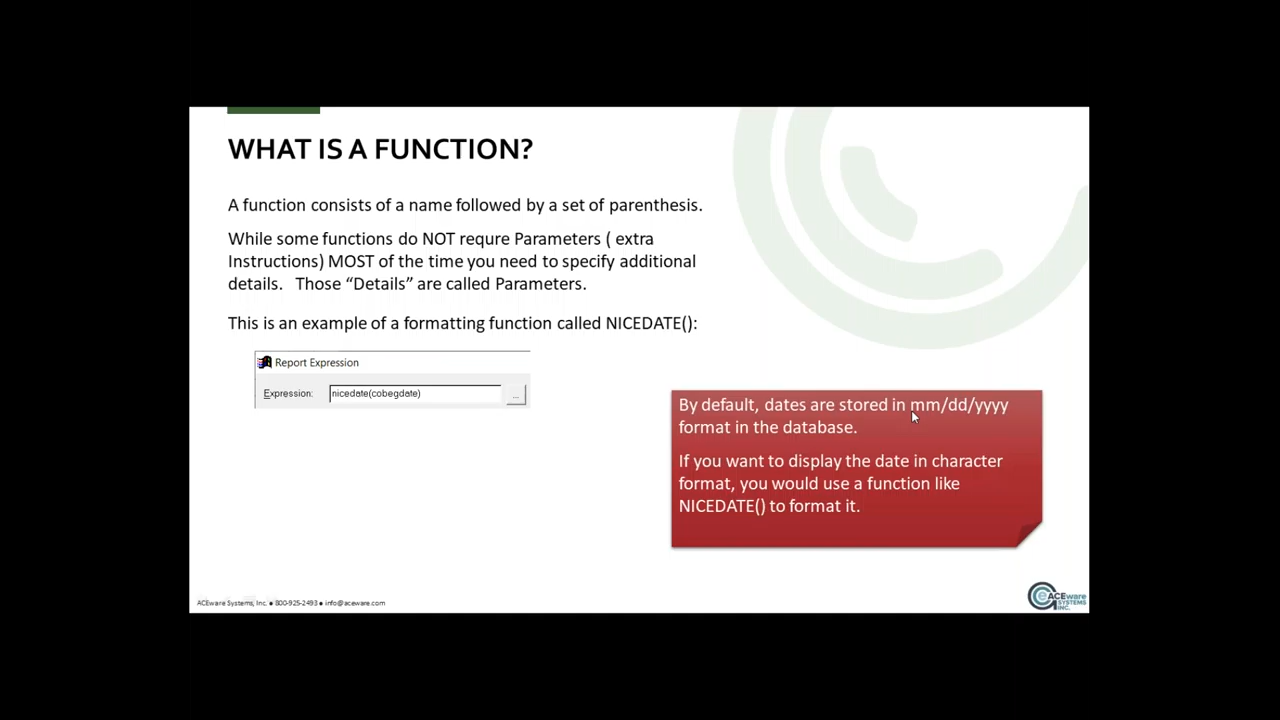 WHAT IS A FUNCTION?
A function consists of a name followed by a set of parenthesis.
While some functions do NOT requre Parameters ( extra
Instructions) MOST of the time you need to specify additional
details.   Those “Details” are called Parameters.
This is an example of a formatting function called NICEDATE():
Report Expression
Expression: nicedate(cobegdate) ...
By default, dates are stored in mm/dd/yyyy
format in the database.
If you want to display the date in character
format, you would use a function like
NICEDATE() to format it.
ACEware Systems, Inc. ● 800-925-2493 ● info@aceware.com
eACEware
SYSTEMS
INC.